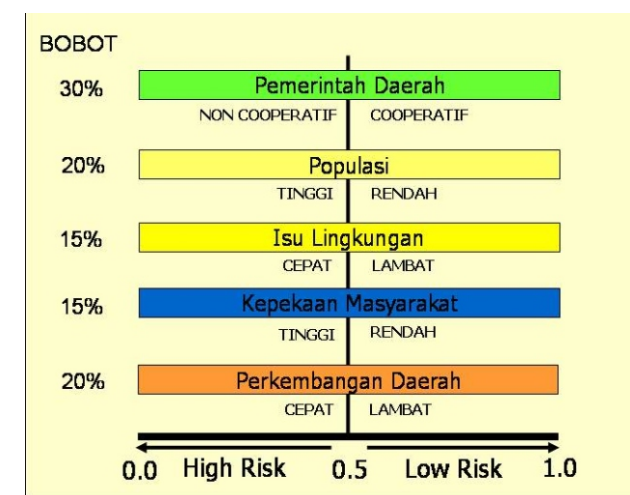 BOBOT
30% Pemerintah Daerah
NON COOPERATIF COOPERATIF
20% Populasi
TINGGI RENDAH
15% Isu Lingkungan
CEPAT LAMBAT
15% Kepekaan Masyarakat
TINGGI RENDAH
20% Perkembangan Daerah
CEPAT LAMBAT
0.0 High Risk 0.5 Low Risk 1.0